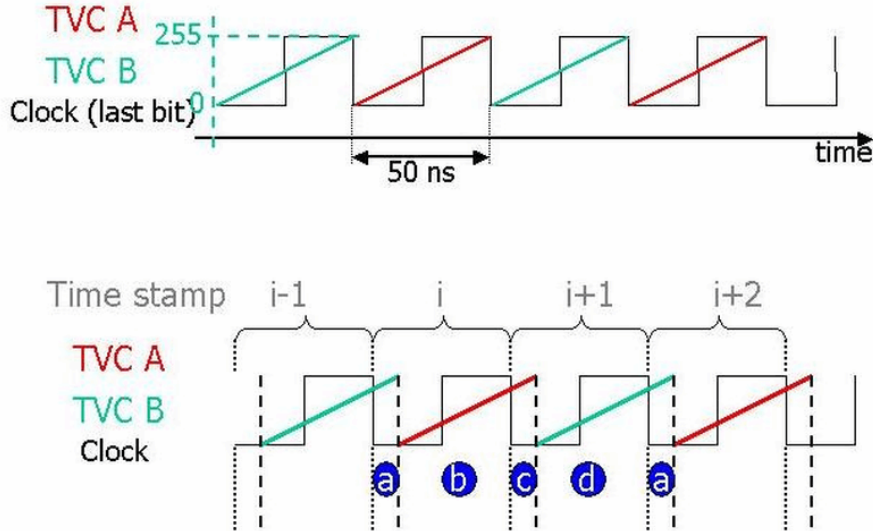 TVC A
255
TVC B
Clock (last bit)
0
time
50 ns
Time stamp i-1 i i+1 i+2
TVC A
TVC B
Clock
a b c d a